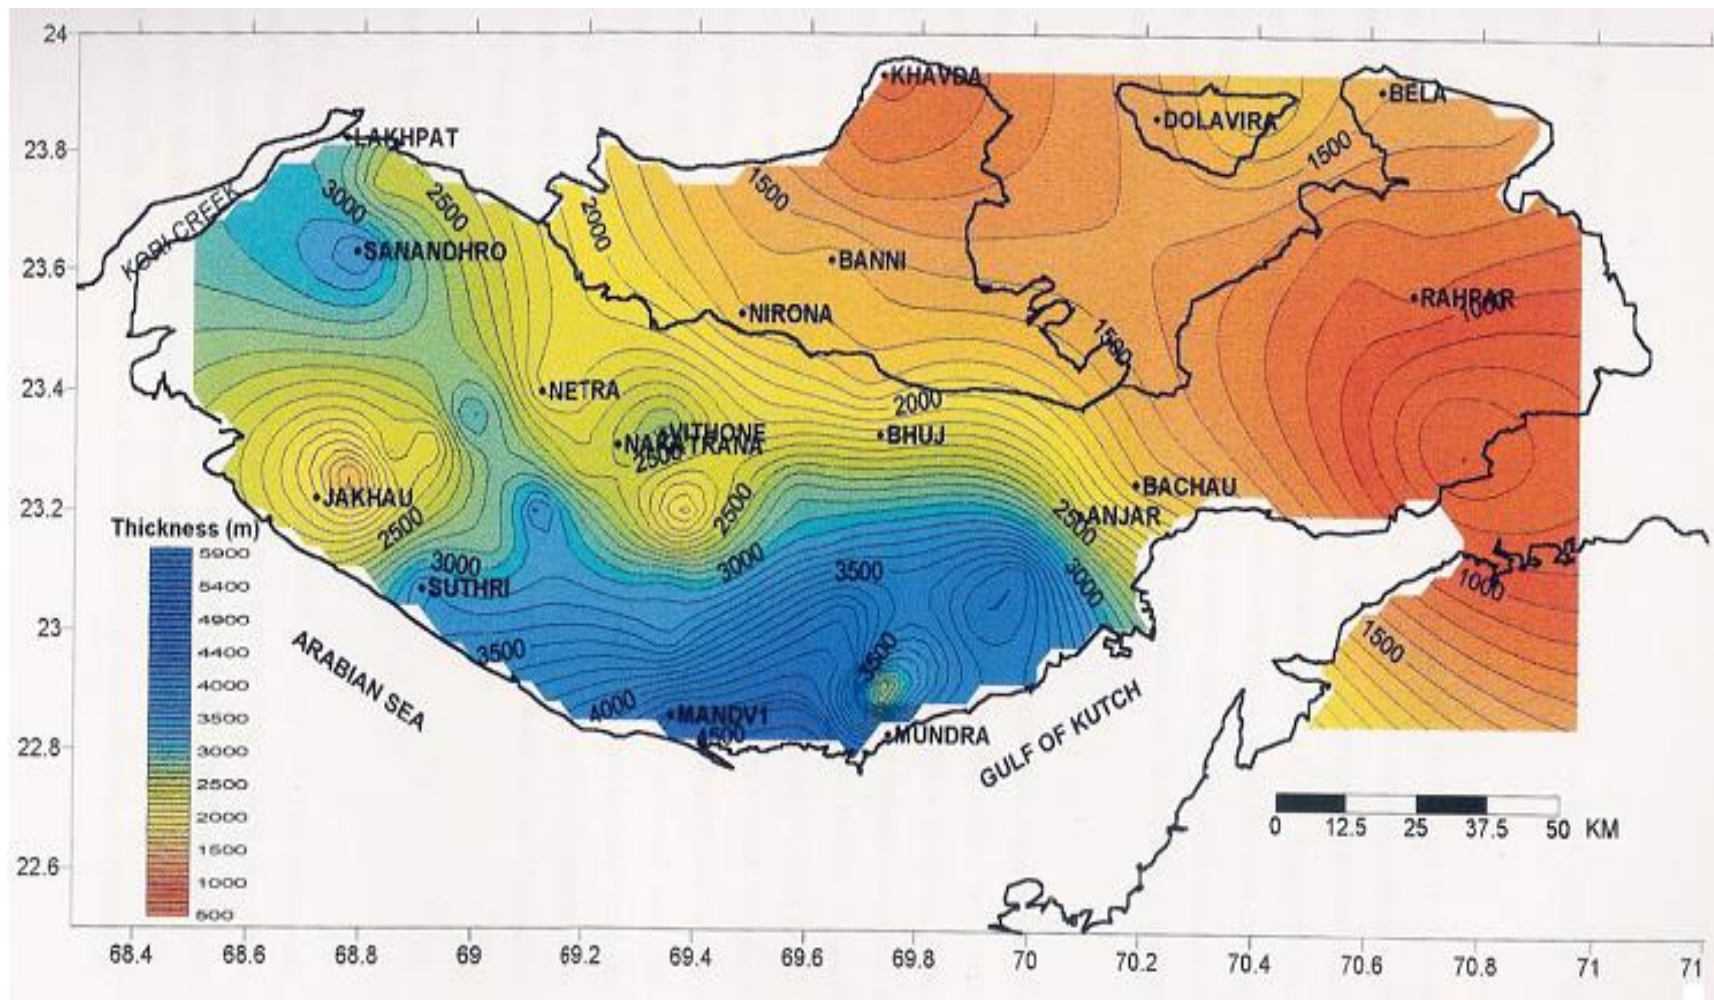 24
KHAVDA
BELA
DOLAVIRA
LAKHPAT
23.8
1500
1500
3000
2500
KORI CREEK
2000
SANANDHRO
BANNI
23.6
RAHPAR
1000
NIRONA
1500
NETRA
23.4
2000
VITHONE
BHUJ
NAKATRANA
2500
BACHAU
JAKHAU
23.2
2500
2500
2500
ANJAR
Thickness (m)
5900
5400
4900
4400
4000
3500
3000
2500
2000
1500
1000
500
3000
3000
3500
3000
1000
SUTHRI
23
1500
3500
3500
ARABIAN SEA
4000
MANDV1
4500
MUNDRA
GULF OF KUTCH
22.8
0 12.5 25 37.5 50 KM
22.6
68.4 68.6 68.8 69 69.2 69.4 69.6 69.8 70 70.2 70.4 70.6 70.8 71 71